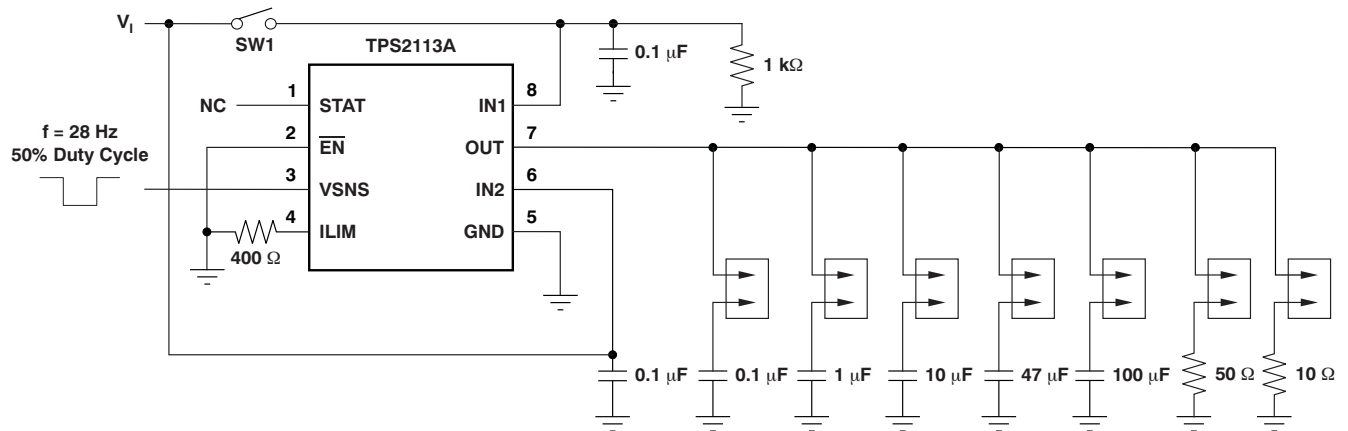 VI
SW1
TPS2113A
0.1 μF
1 kΩ
NC
1
STAT
IN1
8
f = 28 Hz
50% Duty Cycle
2
EN
OUT
7
3
VSNS
IN2
6
4
ILIM
GND
5
400 Ω
0.1 μF
0.1 μF
1 μF
10 μF
47 μF
100 μF
50 Ω
10 Ω